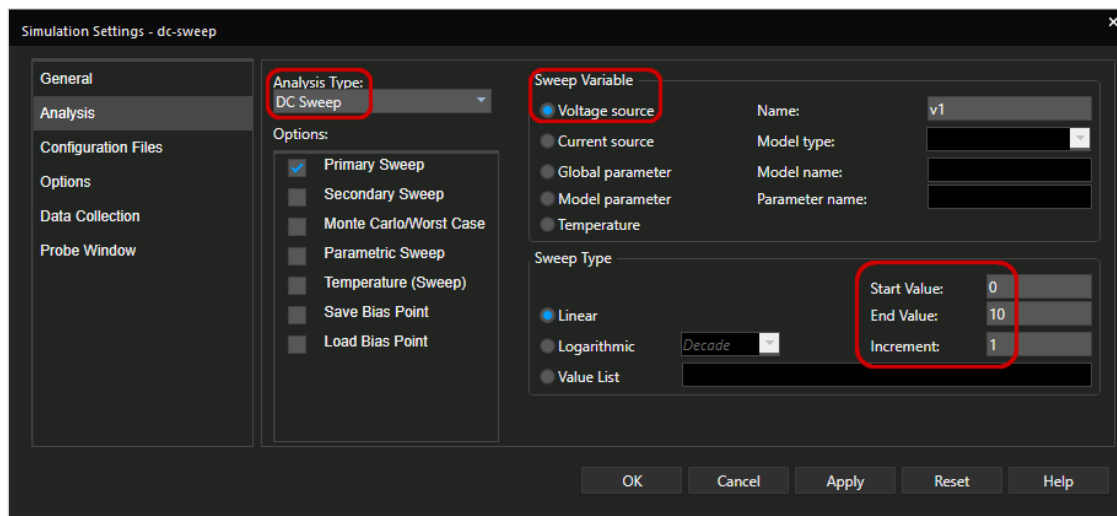 Simulation Settings - dc-sweep
General
Analysis
Configuration Files
Options
Data Collection
Probe Window
Analysis Type:
DC Sweep
Options:
Primary Sweep
Secondary Sweep
Monte Carlo/Worst Case
Parametric Sweep
Temperature (Sweep)
Save Bias Point
Load Bias Point
Sweep Variable
Voltage source
Current source
Global parameter
Model parameter
Temperature
Name: v1
Model type:
Model name:
Parameter name:
Sweep Type
Linear
Logarithmic Decade
Value List
Start Value: 0
End Value: 10
Increment: 1
OK Cancel Apply Reset Help